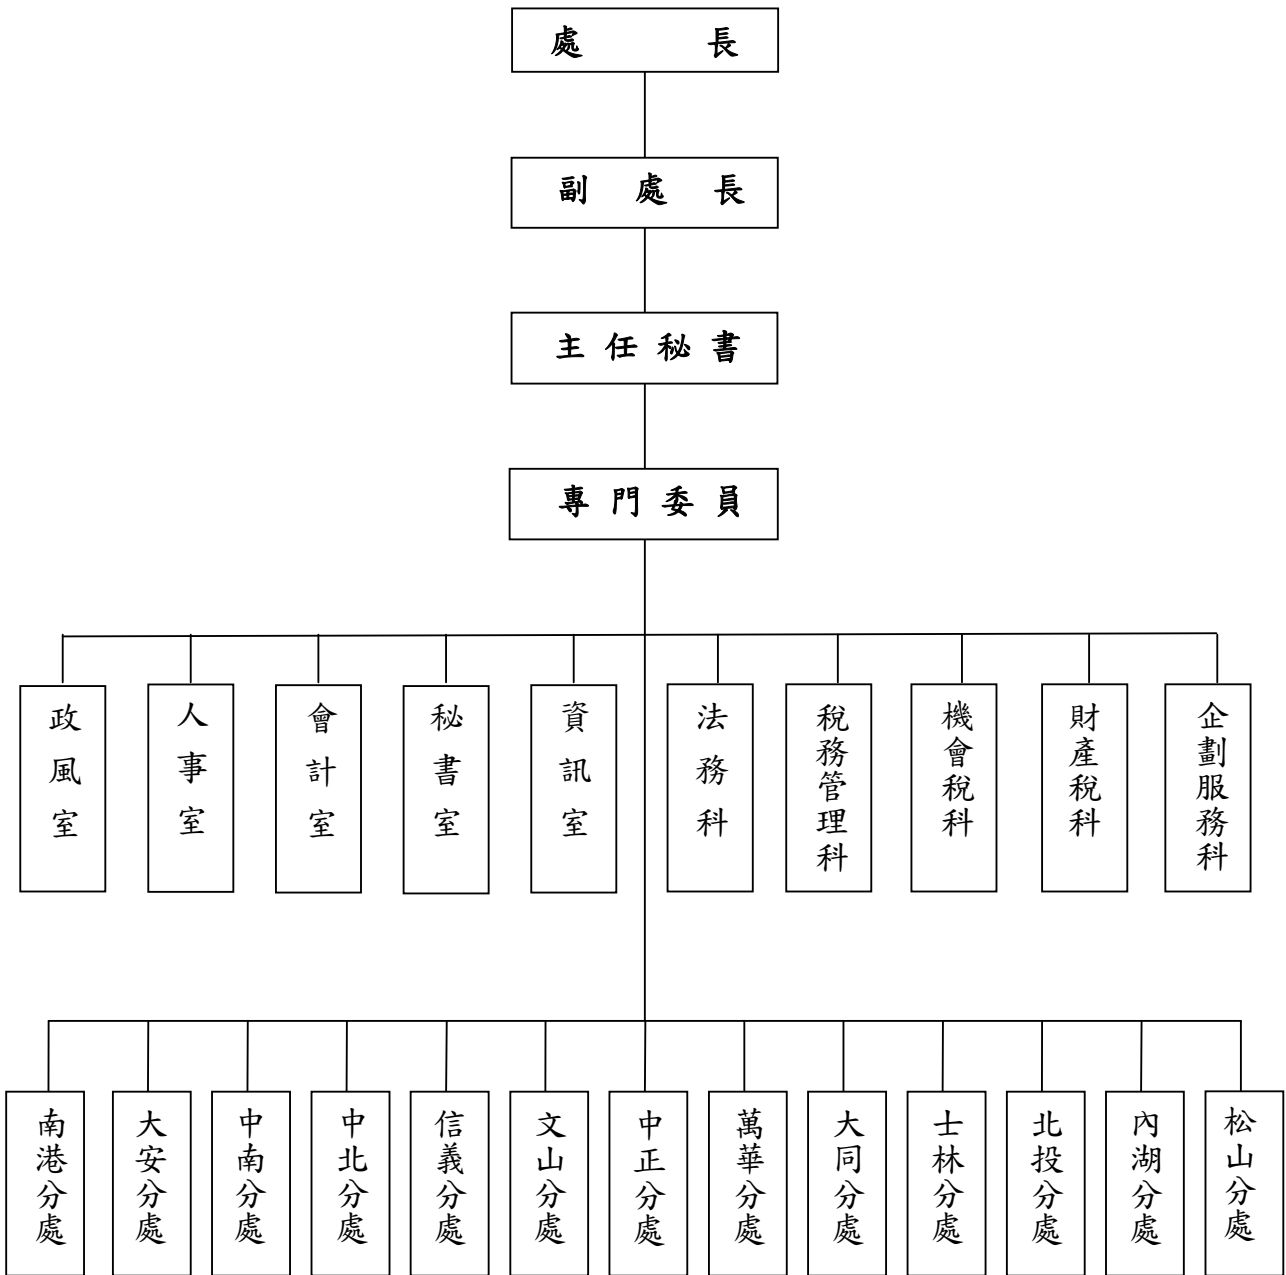 處長
副處長
主任秘書
專門委員
政風室
人事室
會計室
秘書室
資訊室
法務科
稅務管理科
機會稅科
財產稅科
企劃服務科
南港分處
大安分處
中南分處
中北分處
信義分處
文山分處
中正分處
萬華分處
大同分處
士林分處
北投分處
內湖分處
松山分處